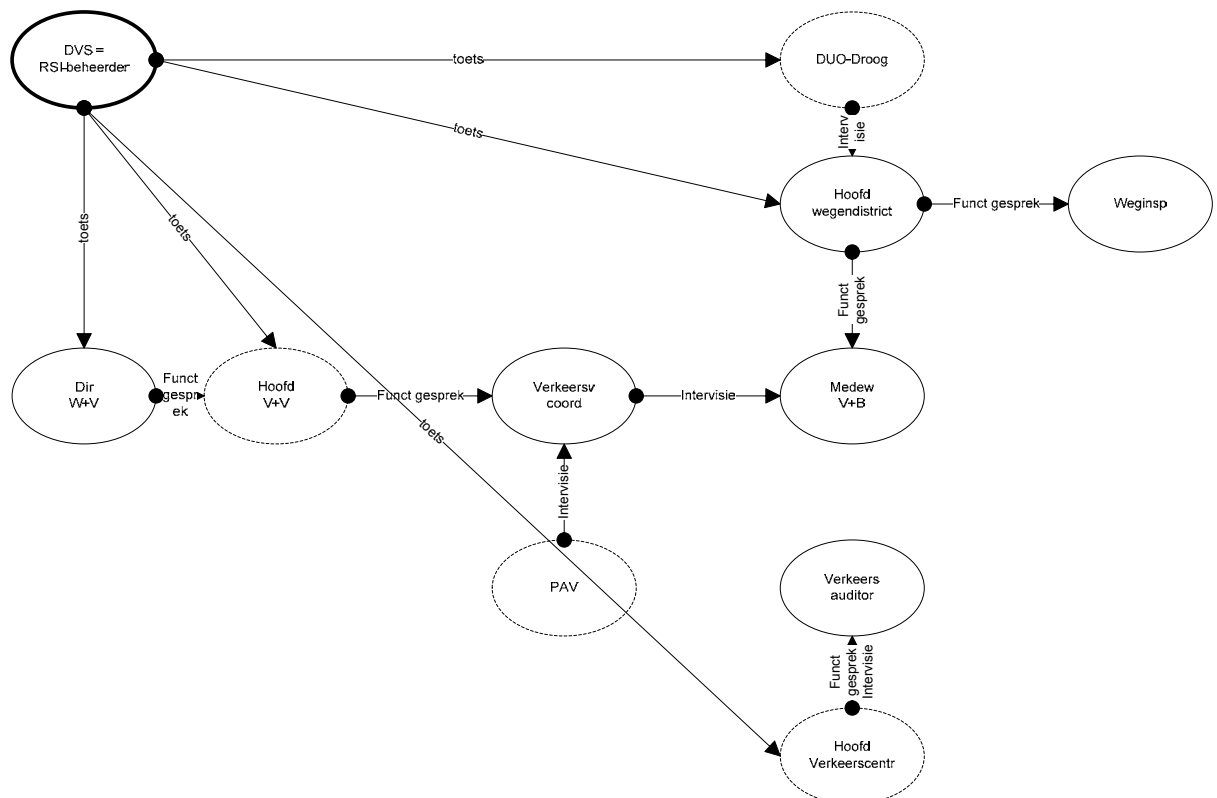 DVS =
RSI-beheerder
toets
DUO-Droog
toets
Interv
isie
Hoofd
wegendistrict
Funct gesprek
Weginsp
toets
toets
Funct
gesprek
Dir
W+V
Funct
gespr
ek
Hoofd
V+V
Funct gesprek
Verkeersv
coord
Intervisie
Medew
V+B
toets
Intervisie
PAV
Verkeers
auditor
Funct
gesprek
Intervisie
Hoofd
Verkeerscentr